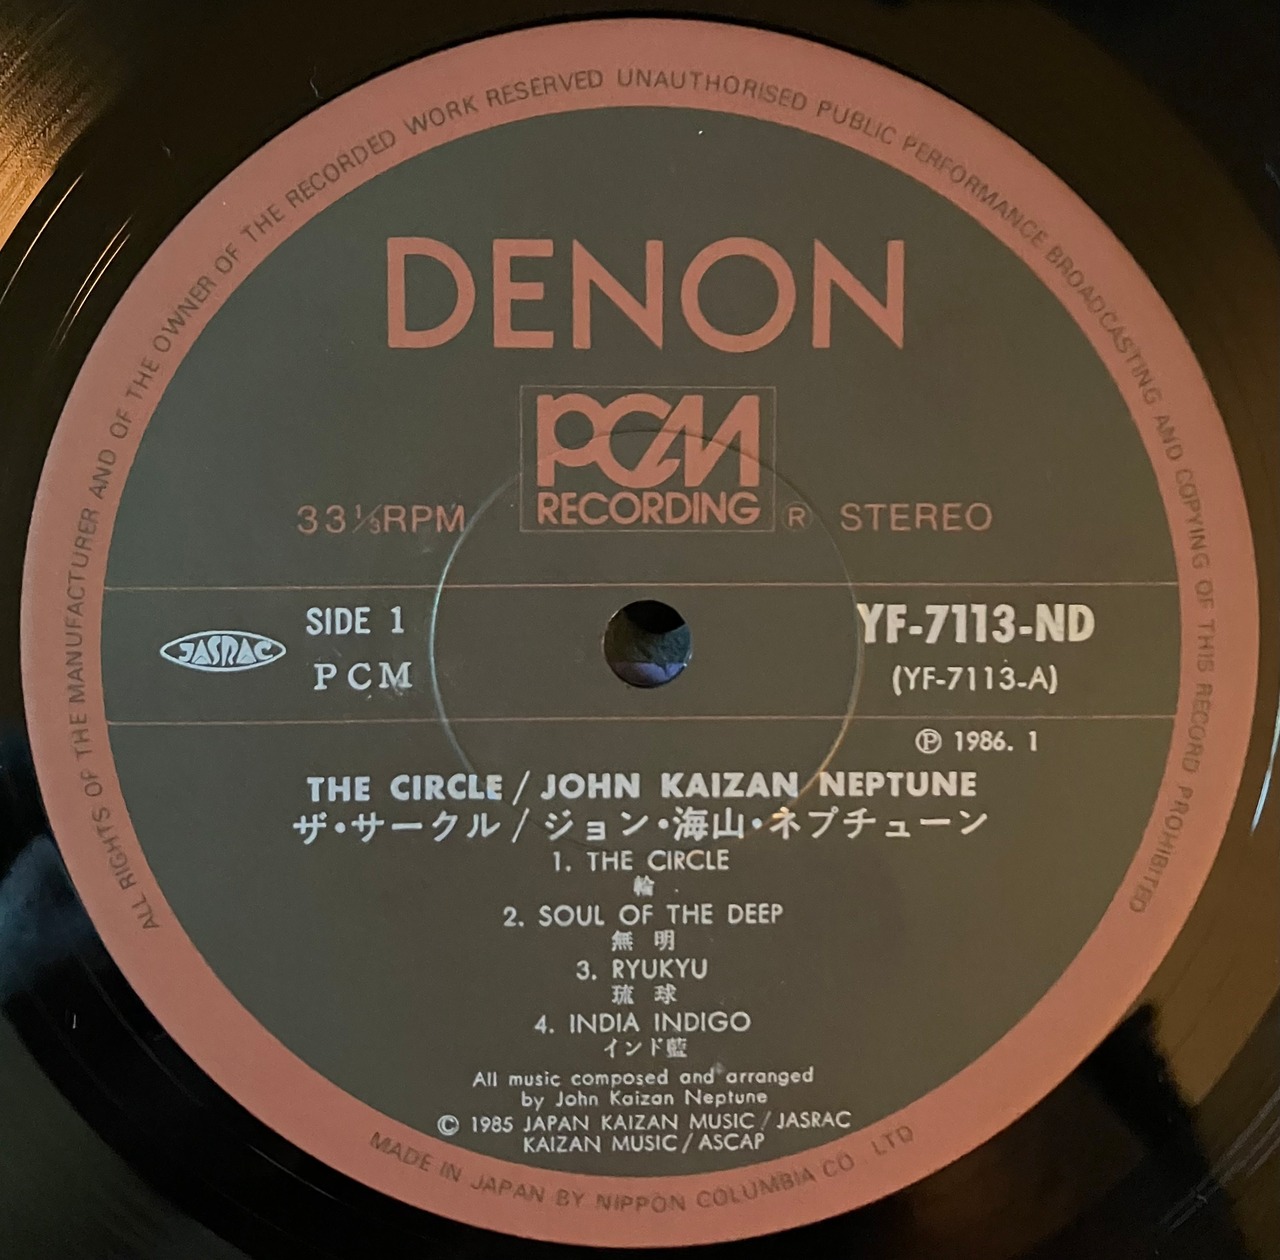 ALL RIGHTS OF THE MANUFACTURER AND OF THE OWNER OF THE RECORDED WORK RESERVED UNAUTHORISED PUBLIC PERFORMANCE BROADCASTING AND COPYING OF THIS RECORD PROHIBITED
DENON
PCM
RECORDING
33⅓RPM
® STEREO
JASRAC
SIDE 1
PCM
YF-7113-ND
(YF-7113-A)
Ⓟ 1986. 1
THE CIRCLE / JOHN KAIZAN NEPTUNE
ザ・サークル / ジョン・海山・ネプチューン
1. THE CIRCLE
輪
2. SOUL OF THE DEEP
無 明
3. RYUKYU
琉 球
4. INDIA INDIGO
インド藍
All music composed and arranged
by John Kaizan Neptune
© 1985 JAPAN KAIZAN MUSIC / JASRAC
KAIZAN MUSIC / ASCAP
MADE IN JAPAN BY NIPPON COLUMBIA CO. LTD